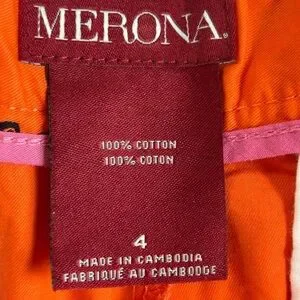 MERONA®
100% COTTON
100% COTON
4
MADE IN CAMBODIA
FABRIQUÉ AU CAMBODGE